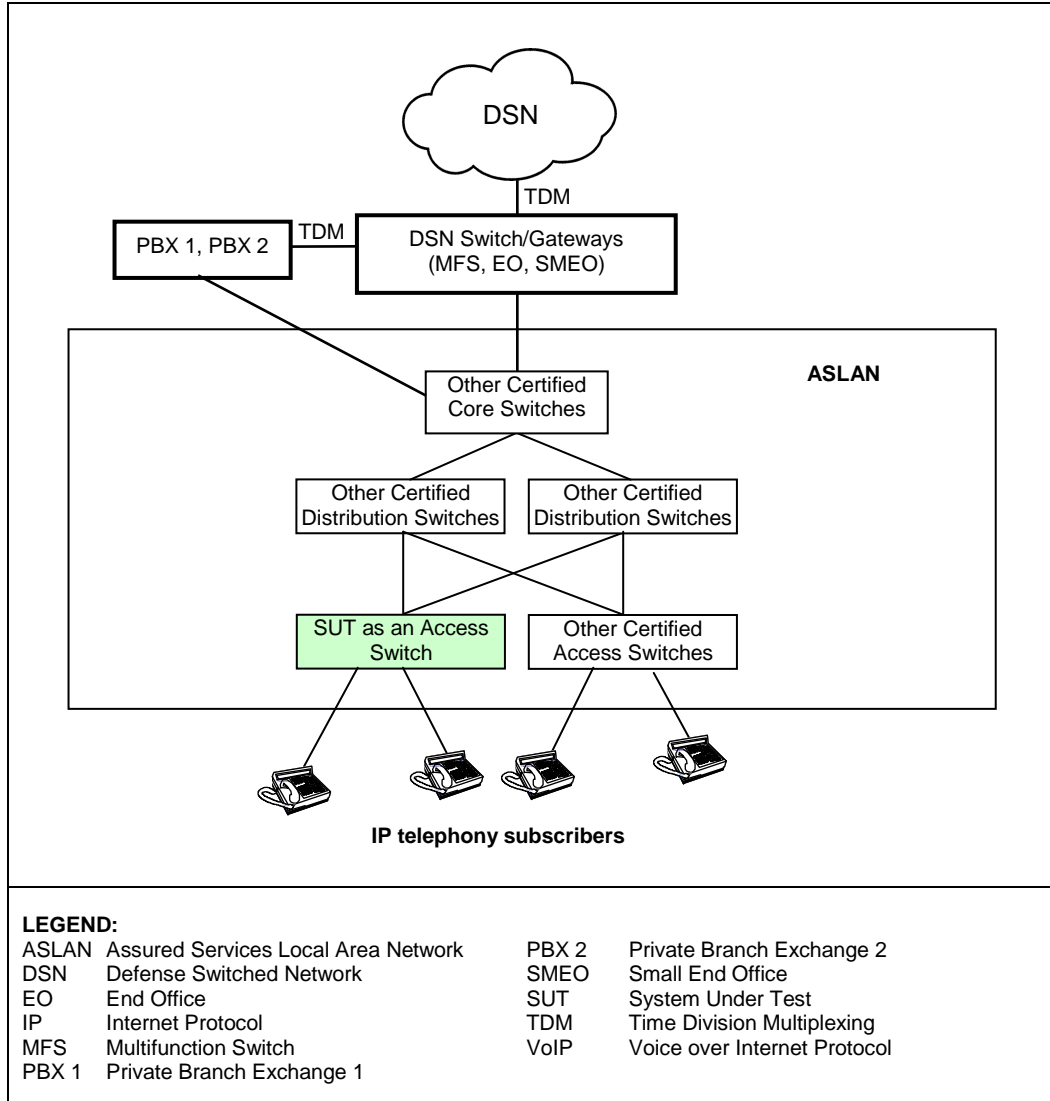 DSN
TDM
PBX 1, PBX 2
TDM
DSN Switch/Gateways
(MFS, EO, SMEO)
ASLAN
Other Certified
Core Switches
Other Certified
Distribution Switches
Other Certified
Distribution Switches
SUT as an Access
Switch
Other Certified
Access Switches
IP telephony subscribers
LEGEND:
ASLAN Assured Services Local Area Network
DSN Defense Switched Network
EO End Office
IP Internet Protocol
MFS Multifunction Switch
PBX 1 Private Branch Exchange 1
PBX 2 Private Branch Exchange 2
SMEO Small End Office
SUT System Under Test
TDM Time Division Multiplexing
VoIP Voice over Internet Protocol